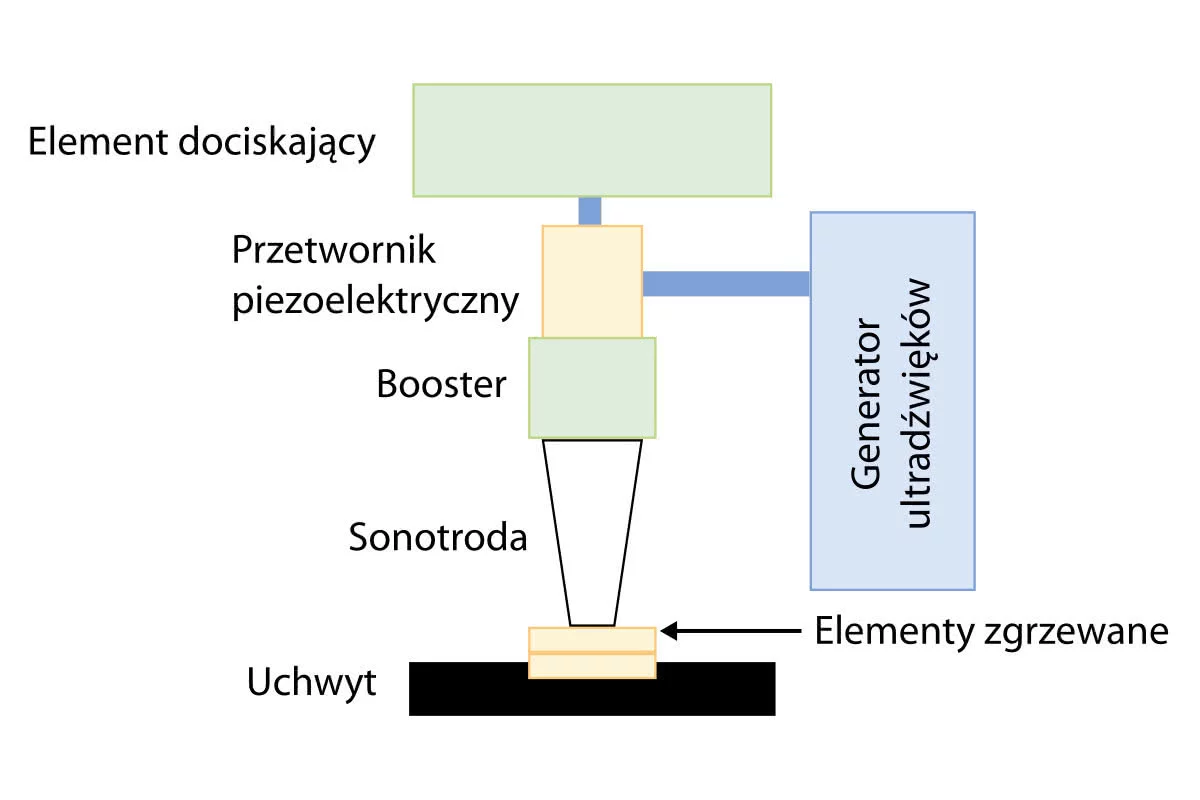 Element dociskający
Przetwornik
piezoelektryczny
Booster
Generator
ultradźwięków
Sonotroda
Elementy zgrzewane
Uchwyt